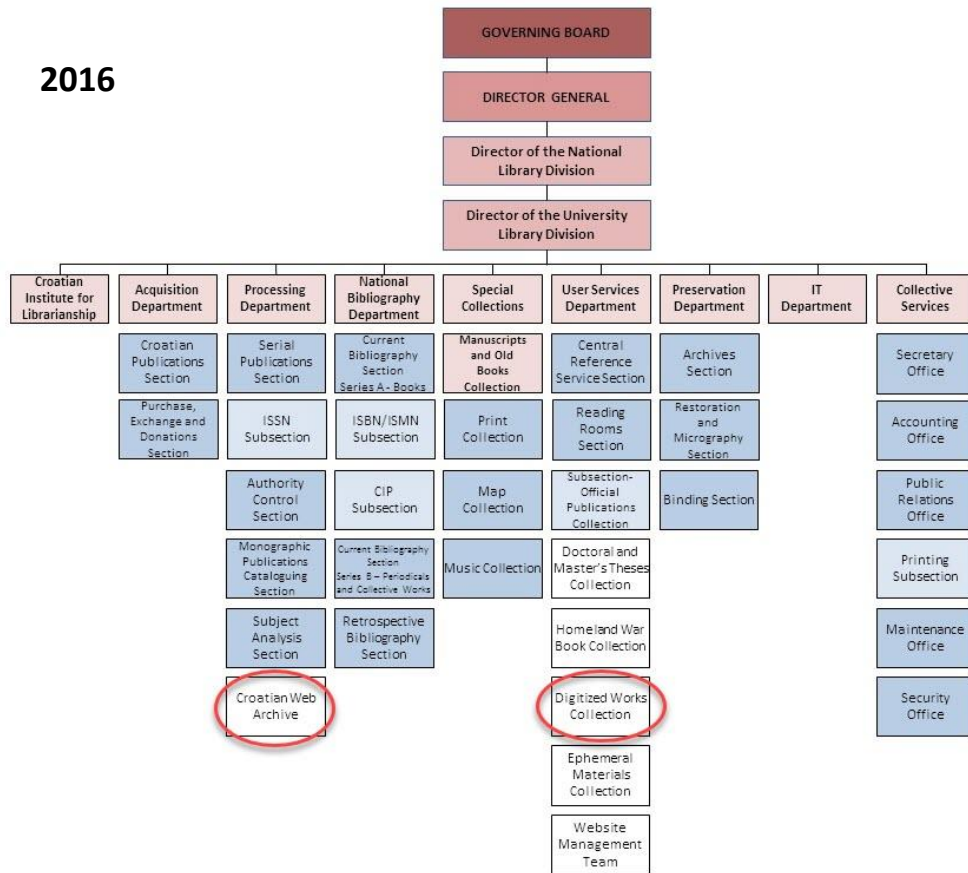 2016
GOVERNING BOARD
DIRECTOR GENERAL
Director of the National
Library Division
Director of the University
Library Division
Croatian
Institute for
Librarianship
Acquisition
Department
Croatian
Publications
Section
Purchase,
Exchange and
Donations
Section
Processing
Department
Serial
Publications
Section
ISSN
Subsection
Authority
Control
Section
Monographic
Publications
Cataloguing
Section
Subject
Analysis
Section
Croatian Web
Archive
National
Bibliography
Department
Current
Bibliography
Section
Series A - Books
ISBN/ISMN
Subsection
CIP
Subsection
Current Bibliography
Section
Series B – Periodicals
and Collective Works
Retrospective
Bibliography
Section
Special
Collections
Manuscripts
and Old
Books
Collection
Print
Collection
Map
Collection
Music Collection
User Services
Department
Central
Reference
Service Section
Reading
Rooms
Section
Subsection-
Official
Publications
Collection
Doctoral and
Master's Theses
Collection
Homeland War
Book Collection
Digitized Works
Collection
Ephemeral
Materials
Collection
Website
Management
Team
Preservation
Department
Archives
Section
Restoration
and
Micrography
Section
Binding Section
IT
Department
Collective
Services
Secretary
Office
Accounting
Office
Public
Relations
Office
Printing
Subsection
Maintenance
Office
Security
Office